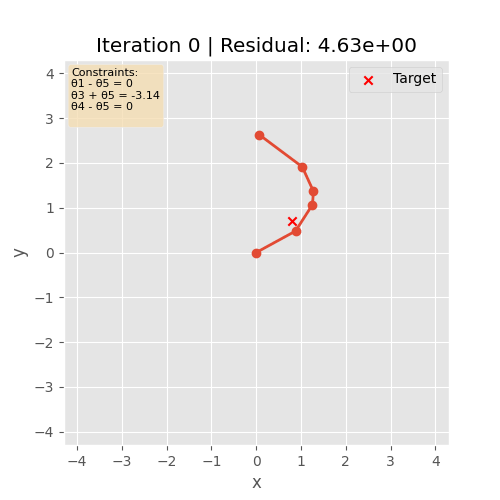 Iteration 0 | Residual: 4.63e+00
Constraints:
θ1 - θ5 = 0
θ3 + θ5 = -3.14
θ4 - θ5 = 0
Target
4
3
2
1
0
−1
−2
−3
−4
y
−4 −3 −2 −1 0 1 2 3 4
x